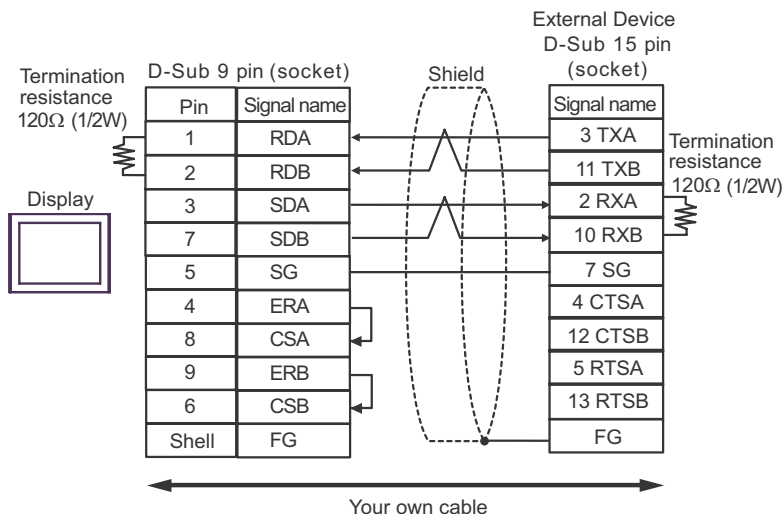 External Device
D-Sub 15 pin
(socket)
D-Sub 9 pin (socket)
Shield
Termination
resistance
120Ω (1/2W)
Pin Signal name
Signal name
1 RDA
3 TXA
2 RDB
11 TXB
Termination
resistance
120Ω (1/2W)
Display
3 SDA
2 RXA
7 SDB
10 RXB
5 SG
7 SG
4 ERA
4 CTSA
8 CSA
12 CTSB
9 ERB
5 RTSA
6 CSB
13 RTSB
Shell FG
FG
Your own cable